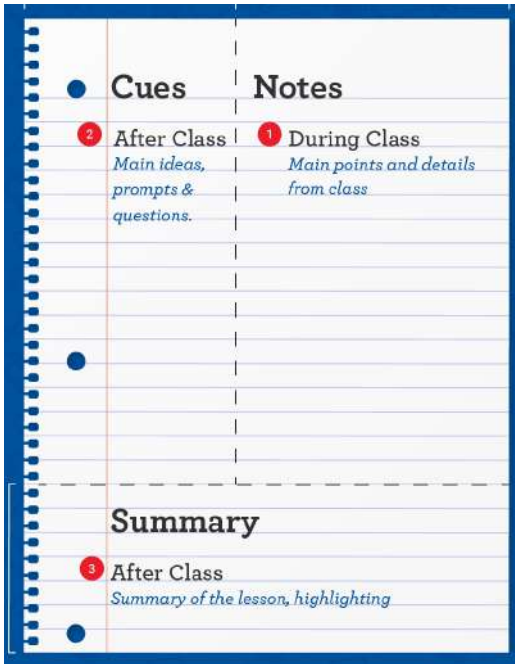 Cues
Notes
2 After Class
Main ideas,
prompts &
questions.
1 During Class
Main points and details
from class
Summary
3 After Class
Summary of the lesson, highlighting